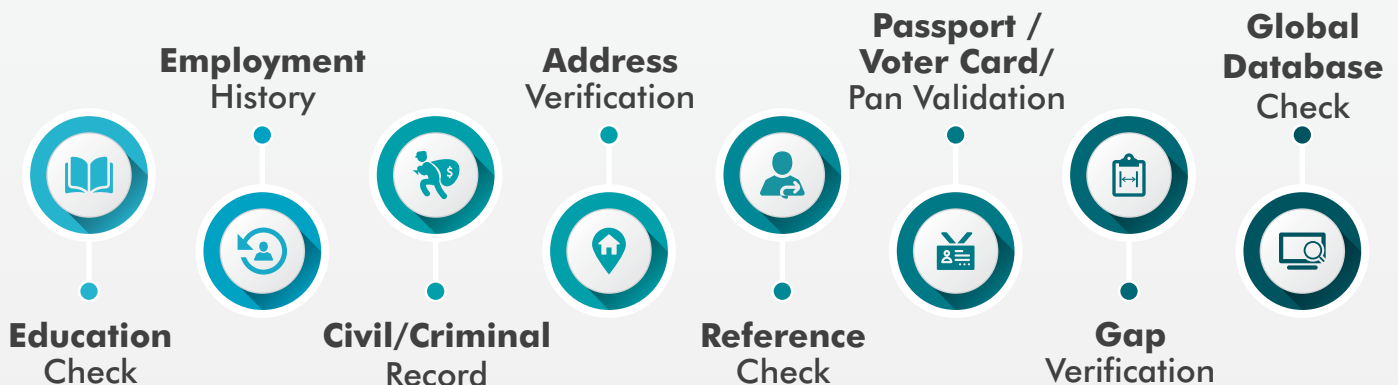 Education
Check
Employment
History
Civil/Criminal
Record
Address
Verification
Reference
Check
Passport /
Voter Card/
Pan Validation
Gap
Verification
Global
Database
Check
$